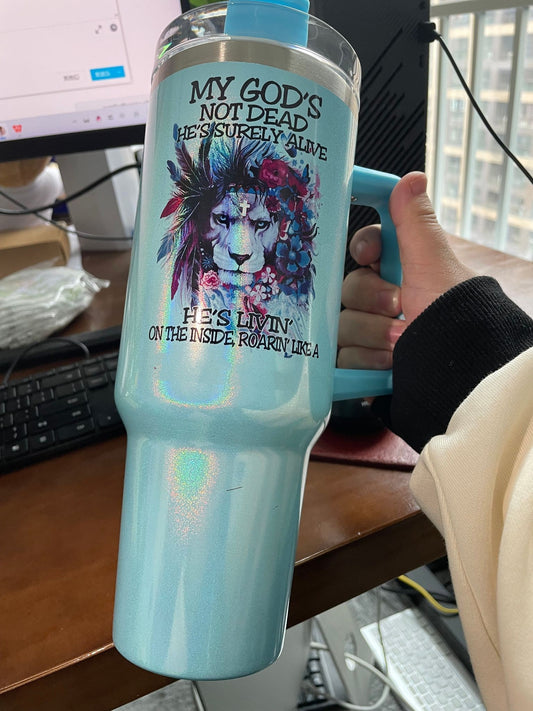 MY GOD'S
NOT DEAD
HE'S SURELY ALIVE
HE'S LIVIN'
ON THE INSIDE, ROARIN' LIKE A